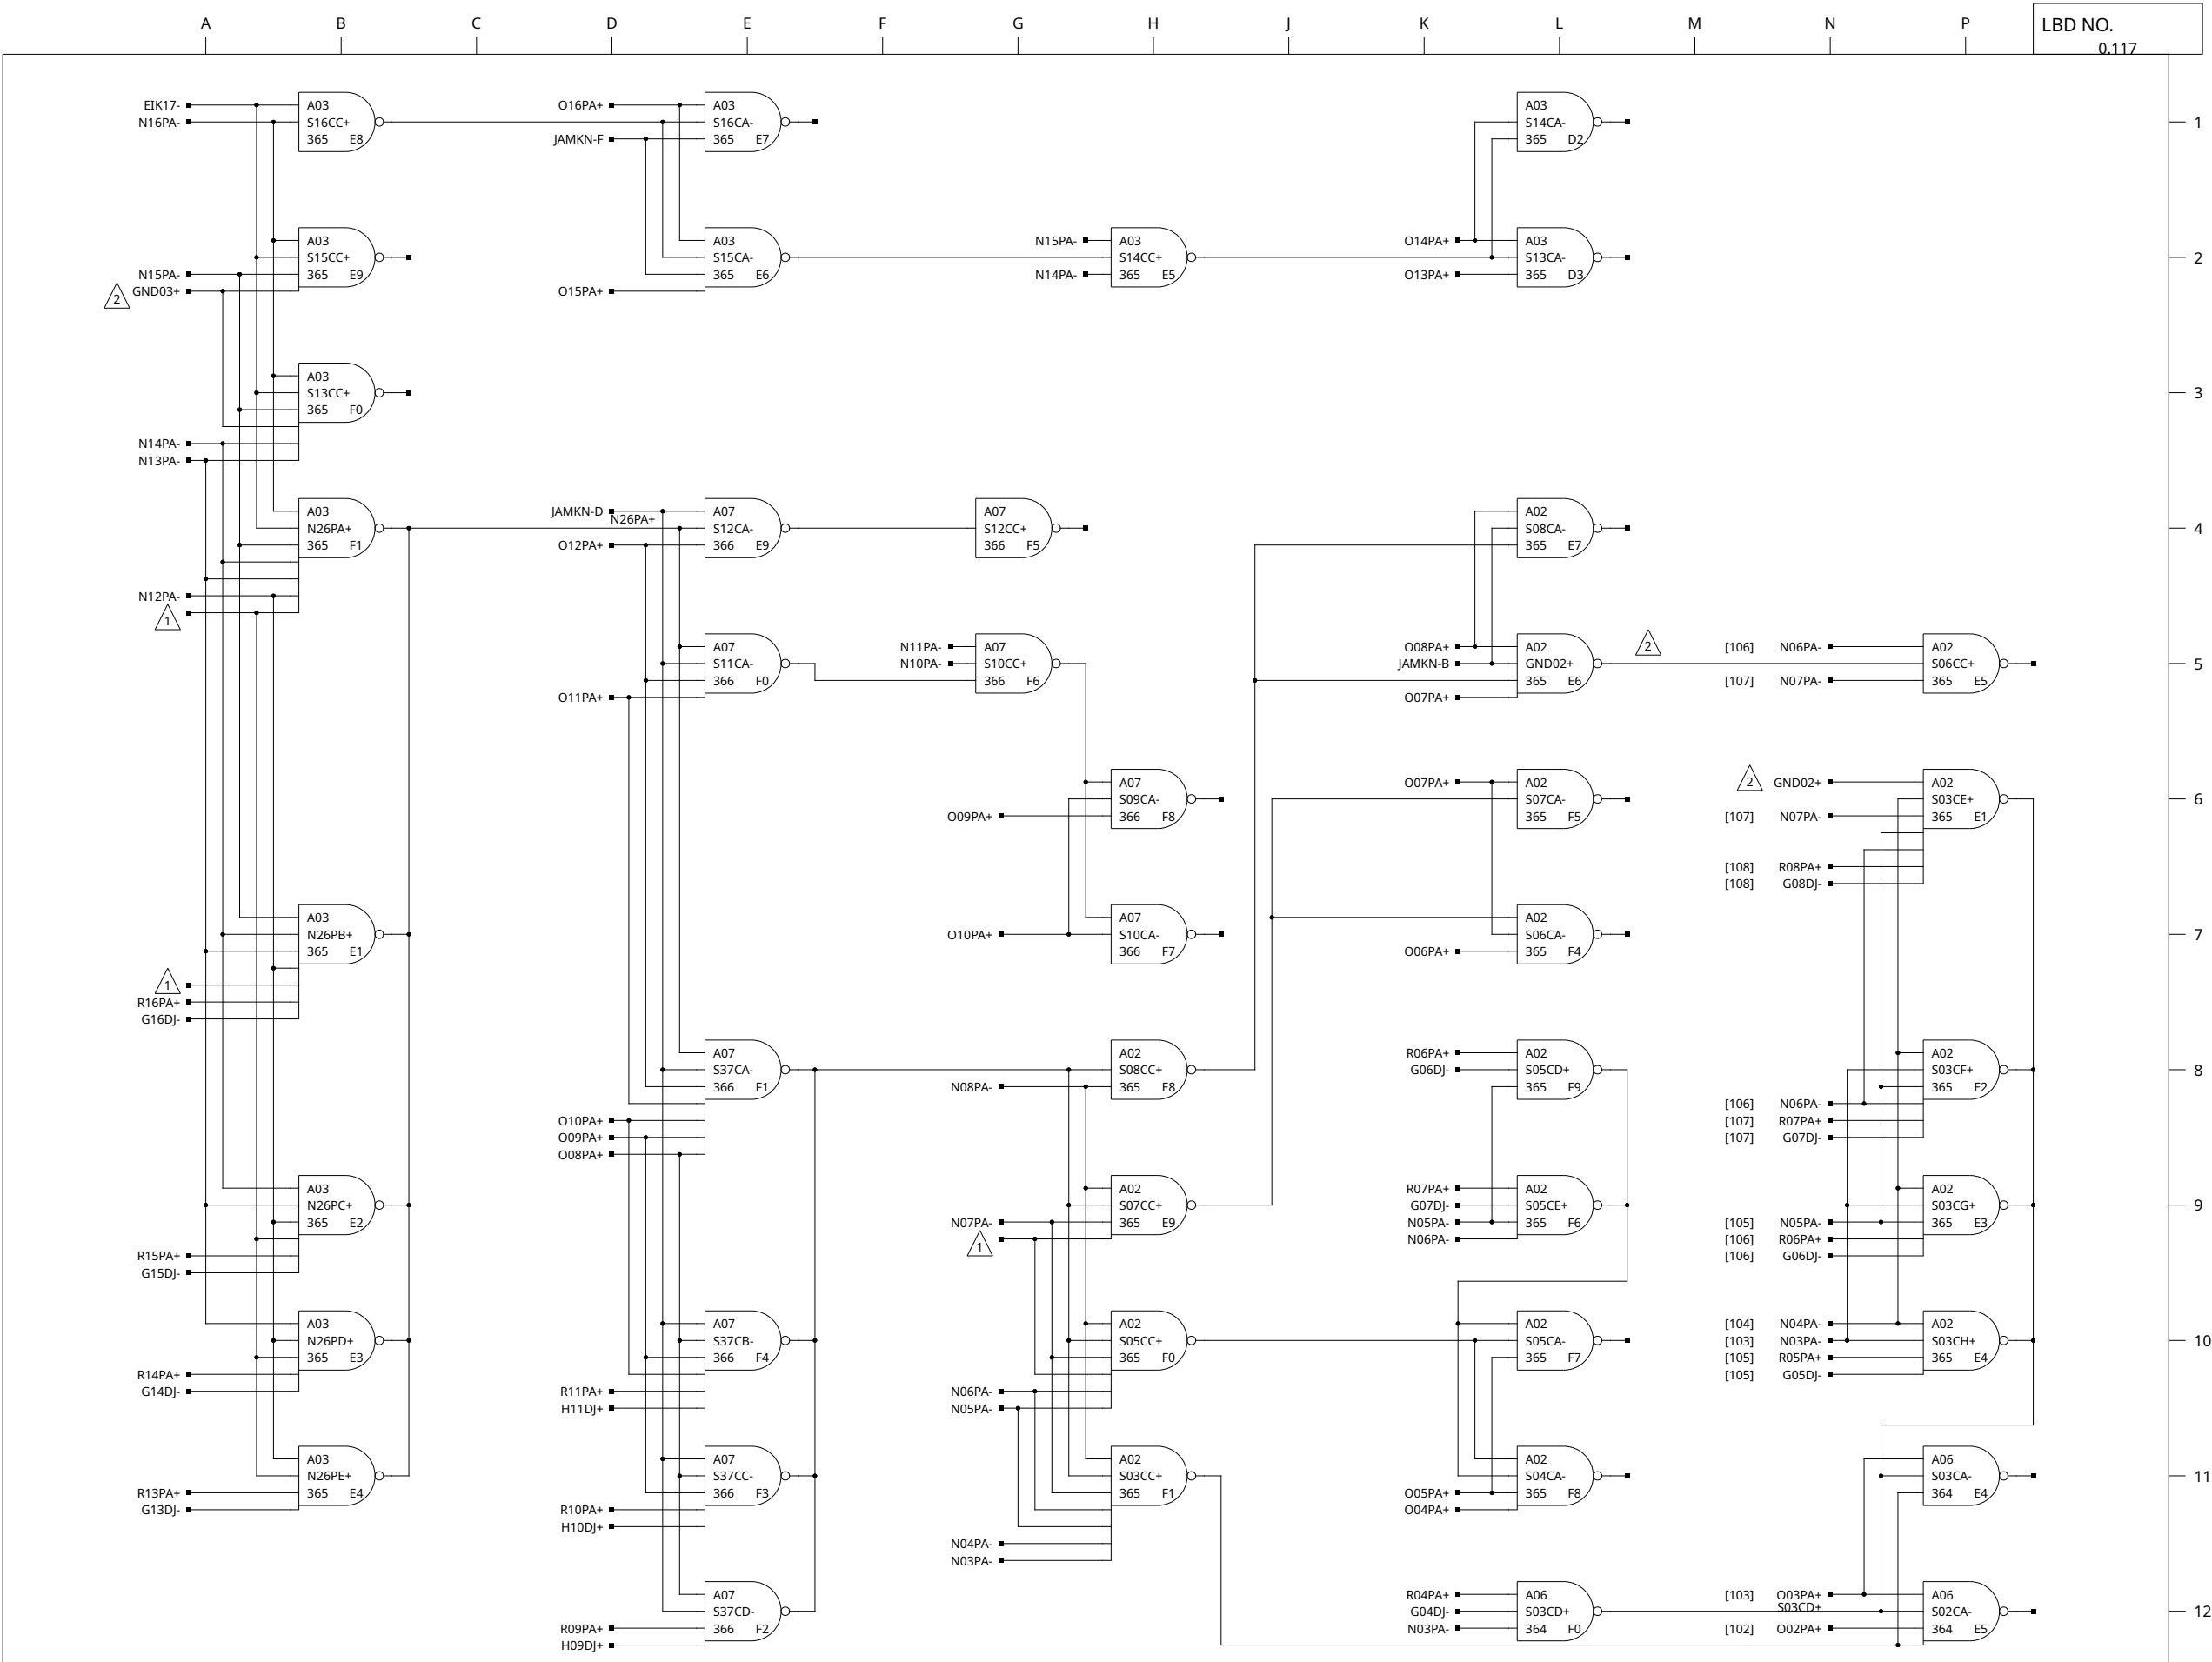 A B C D E F G H J K L M N P
LBD NO.
0.117
EIK17-
N16PA-
A03
S16CC+
365 E8
O16PA+
JAMKN-F
A03
S16CA-
365 E7
A03
S14CA-
365 D2
1
N15PA-
2 GND03+
A03
S15CC+
365 E9
O15PA+
A03
S15CA-
365 E6
N15PA-
N14PA-
A03
S14CC+
365 E5
O14PA+
O13PA+
A03
S13CA-
365 D3
2
N14PA-
N13PA-
A03
S13CC+
365 F0
3
N12PA-
1
A03
N26PA+
365 F1
JAMKN-D
N26PA+
O12PA+
A07
S12CA-
366 E9
A07
S12CC+
366 F5
A02
S08CA-
365 E7
4
O11PA+
A07
S11CA-
366 F0
N11PA-
N10PA-
A07
S10CC+
366 F6
O08PA+
JAMKN-B
O07PA+
A02
GND02+
365 E6
2
[106] N06PA-
[107] N07PA-
A02
S06CC+
365 E5
5
O09PA+
A07
S09CA-
366 F8
O07PA+
A02
S07CA-
365 F5
2 GND02+
[107] N07PA-
[108] R08PA+
[108] G08DJ-
A02
S03CE+
365 E1
6
1
R16PA+
G16DJ-
A03
N26PB+
365 E1
O10PA+
A07
S10CA-
366 F7
O06PA+
A02
S06CA-
365 F4
7
O10PA+
O09PA+
O08PA+
A07
S37CA-
366 F1
N08PA-
A02
S08CC+
365 E8
R06PA+
G06DJ-
A02
S05CD+
365 F9
[106] N06PA-
[107] R07PA+
[107] G07DJ-
A02
S03CF+
365 E2
8
R15PA+
G15DJ-
A03
N26PC+
365 E2
N07PA-
1
A02
S07CC+
365 E9
R07PA+
G07DJ-
N05PA-
N06PA-
A02
S05CE+
365 F6
[105] N05PA-
[106] R06PA+
[106] G06DJ-
A02
S03CG+
365 E3
9
R14PA+
G14DJ-
A03
N26PD+
365 E3
R11PA+
H11DJ+
A07
S37CB-
366 F4
N06PA-
N05PA-
A02
S05CC+
365 F0
A02
S05CA-
365 F7
[104] N04PA-
[103] N03PA-
[105] R05PA+
[105] G05DJ-
A02
S03CH+
365 E4
10
R13PA+
G13DJ-
A03
N26PE+
365 E4
R10PA+
H10DJ+
A07
S37CC-
366 F3
N04PA-
N03PA-
A02
S03CC+
365 F1
O05PA+
O04PA+
A02
S04CA-
365 F8
A06
S03CA-
364 E4
11
R09PA+
H09DJ+
A07
S37CD-
366 F2
R04PA+
G04DJ-
N03PA-
A06
S03CD+
364 F0
[103] O03PA+
S03CD+
[102] O02PA+
A06
S02CA-
364 E5
12